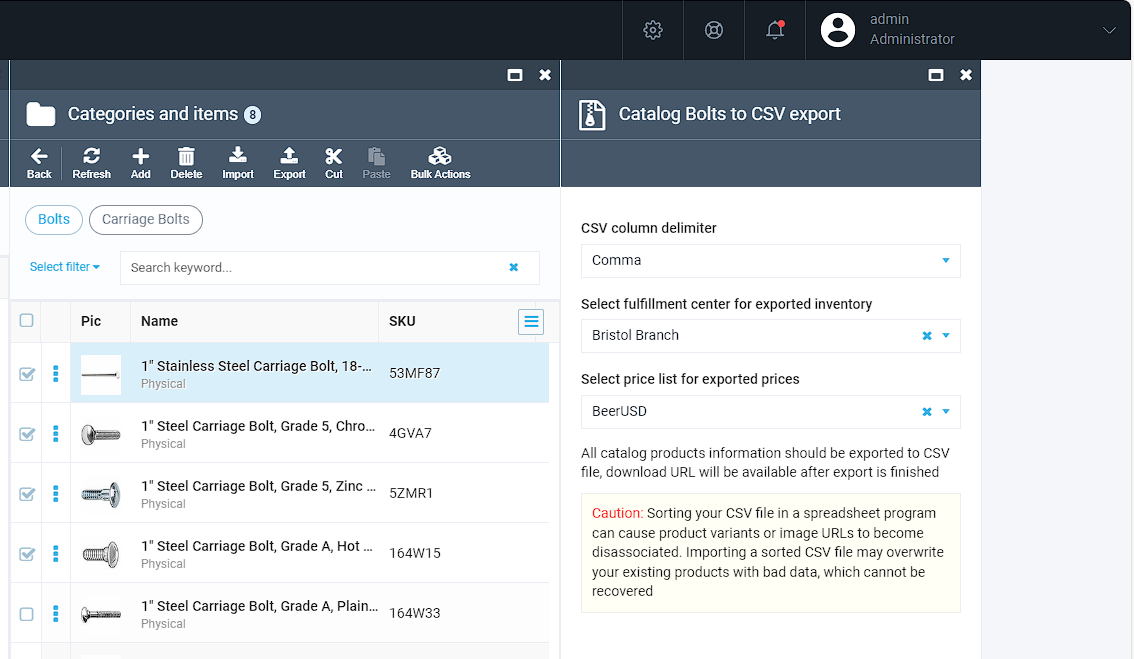 admin
Administrator
Categories and items 8
Back Refresh Add Delete Import Export Cut Paste Bulk Actions
Bolts Carriage Bolts
Select filter Search keyword...
Pic Name SKU
1" Stainless Steel Carriage Bolt, 18-... 53MF87
Physical
1" Steel Carriage Bolt, Grade 5, Chro... 4GVA7
Physical
1" Steel Carriage Bolt, Grade 5, Zinc ... 5ZMR1
Physical
1" Steel Carriage Bolt, Grade A, Hot ... 164W15
Physical
1" Steel Carriage Bolt, Grade A, Plain... 164W33
Physical
Catalog Bolts to CSV export
CSV column delimiter
Comma
Select fulfillment center for exported inventory
Bristol Branch
Select price list for exported prices
BeerUSD
All catalog products information should be exported to CSV
file, download URL will be available after export is finished
Caution: Sorting your CSV file in a spreadsheet program
can cause product variants or image URLs to become
disassociated. Importing a sorted CSV file may overwrite
your existing products with bad data, which cannot be
recovered